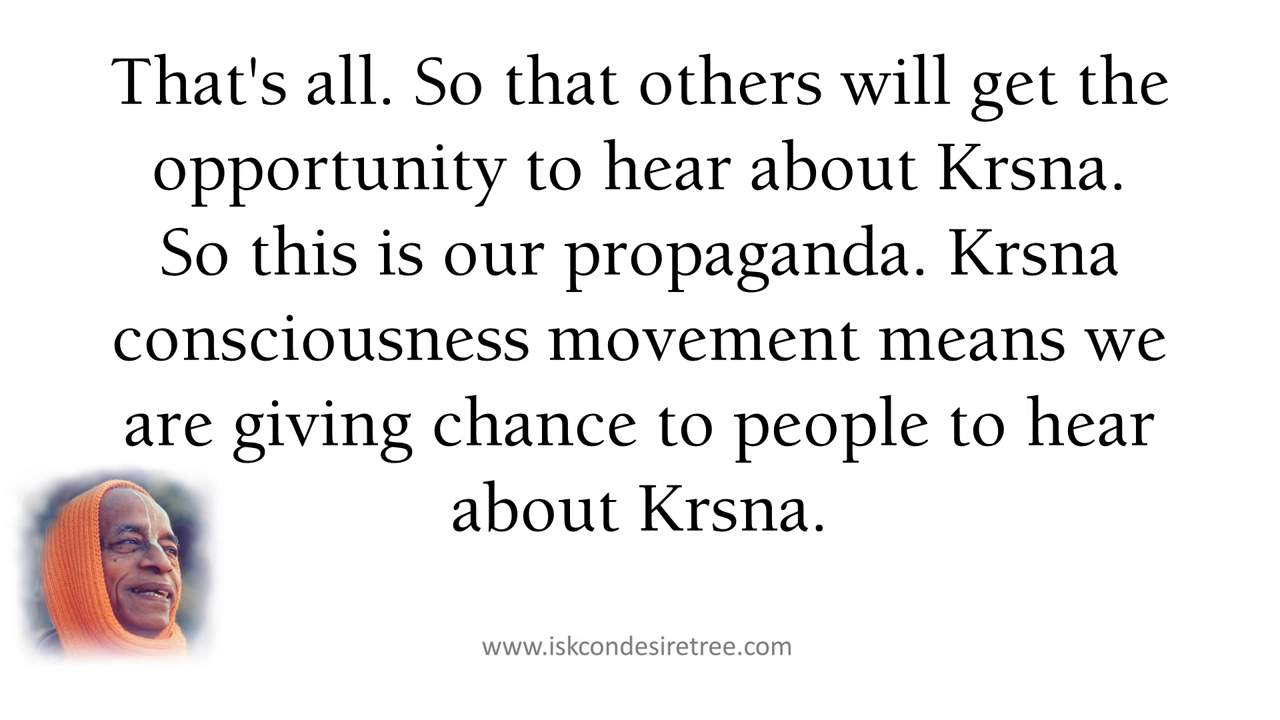 That's all. So that others will get the
opportunity to hear about Krsna.
So this is our propaganda. Krsna
consciousness movement means we
are giving chance to people to hear
about Krsna.
www.iskcondesiretree.com